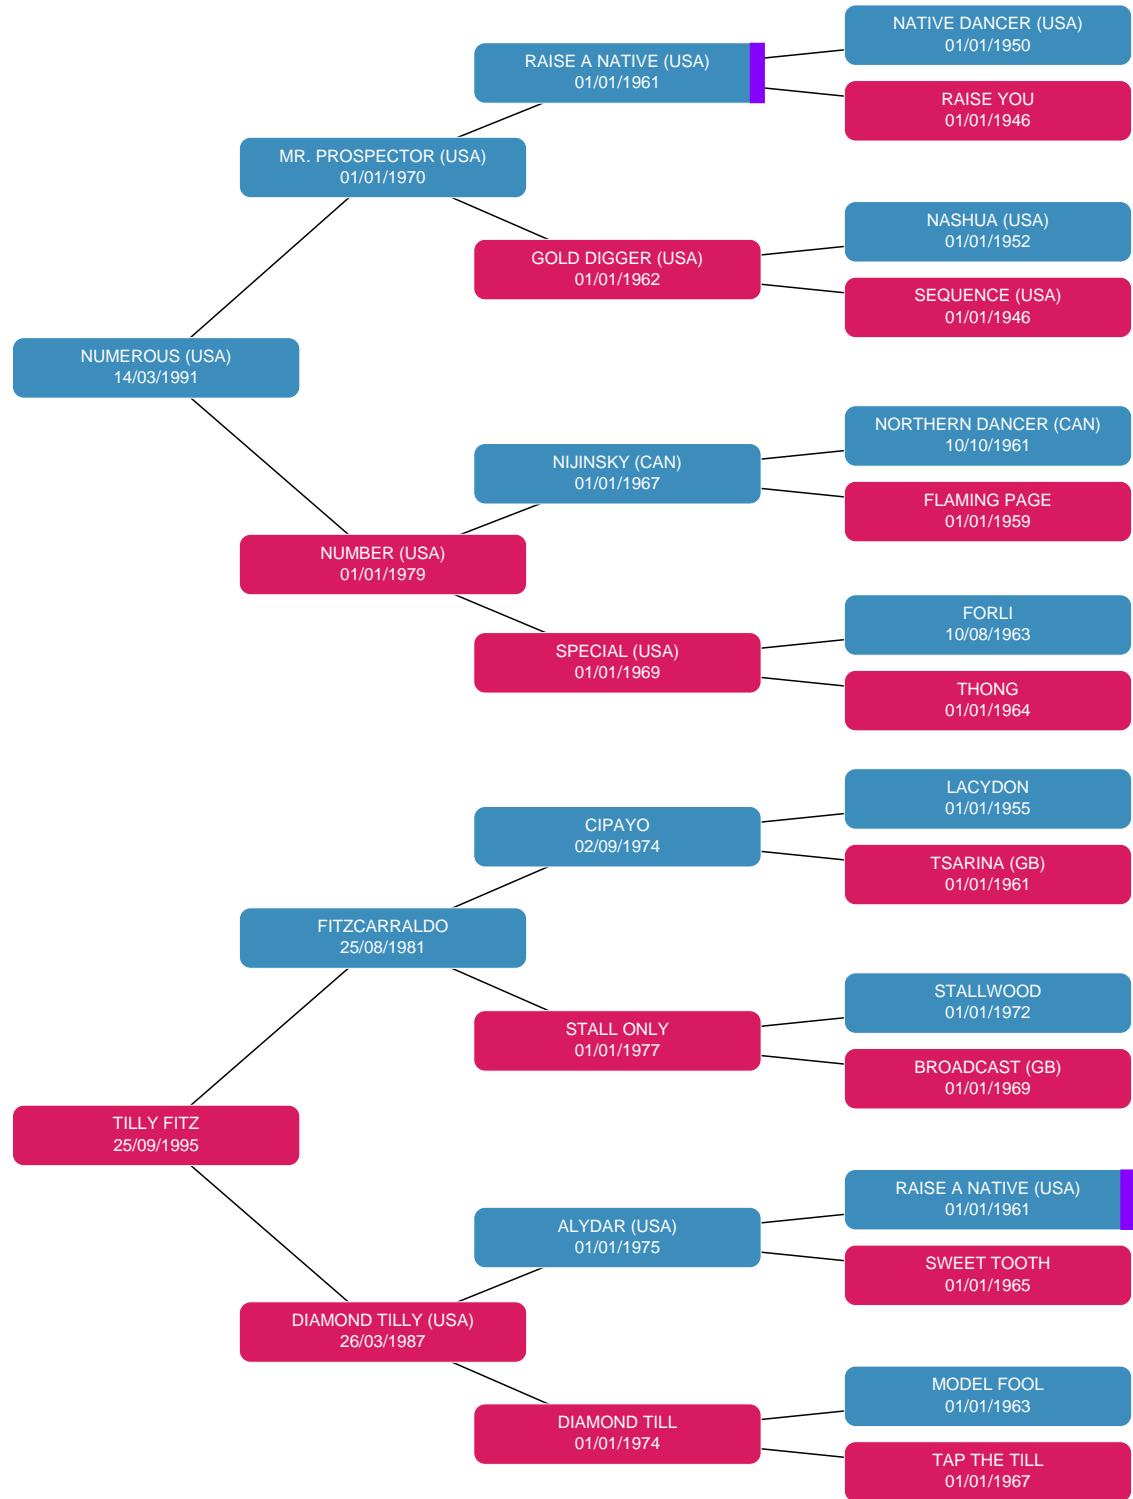 NATIVE DANCER (USA)
01/01/1950
RAISE A NATIVE (USA)
01/01/1961
RAISE YOU
01/01/1946
MR. PROSPECTOR (USA)
01/01/1970
NASHUA (USA)
01/01/1952
GOLD DIGGER (USA)
01/01/1962
SEQUENCE (USA)
01/01/1946
NUMEROUS (USA)
14/03/1991
NORTHERN DANCER (CAN)
10/10/1961
NIJINSKY (CAN)
01/01/1967
FLAMING PAGE
01/01/1959
NUMBER (USA)
01/01/1979
FORLI
10/08/1963
SPECIAL (USA)
01/01/1969
THONG
01/01/1964
LACYDON
01/01/1955
CIPAYO
02/09/1974
TSARINA (GB)
01/01/1961
FITZCARRALDO
25/08/1981
STALLWOOD
01/01/1972
STALL ONLY
01/01/1977
BROADCAST (GB)
01/01/1969
TILLY FITZ
25/09/1995
RAISE A NATIVE (USA)
01/01/1961
ALYDAR (USA)
01/01/1975
SWEET TOOTH
01/01/1965
DIAMOND TILLY (USA)
26/03/1987
MODEL FOOL
01/01/1963
DIAMOND TILL
01/01/1974
TAP THE TILL
01/01/1967